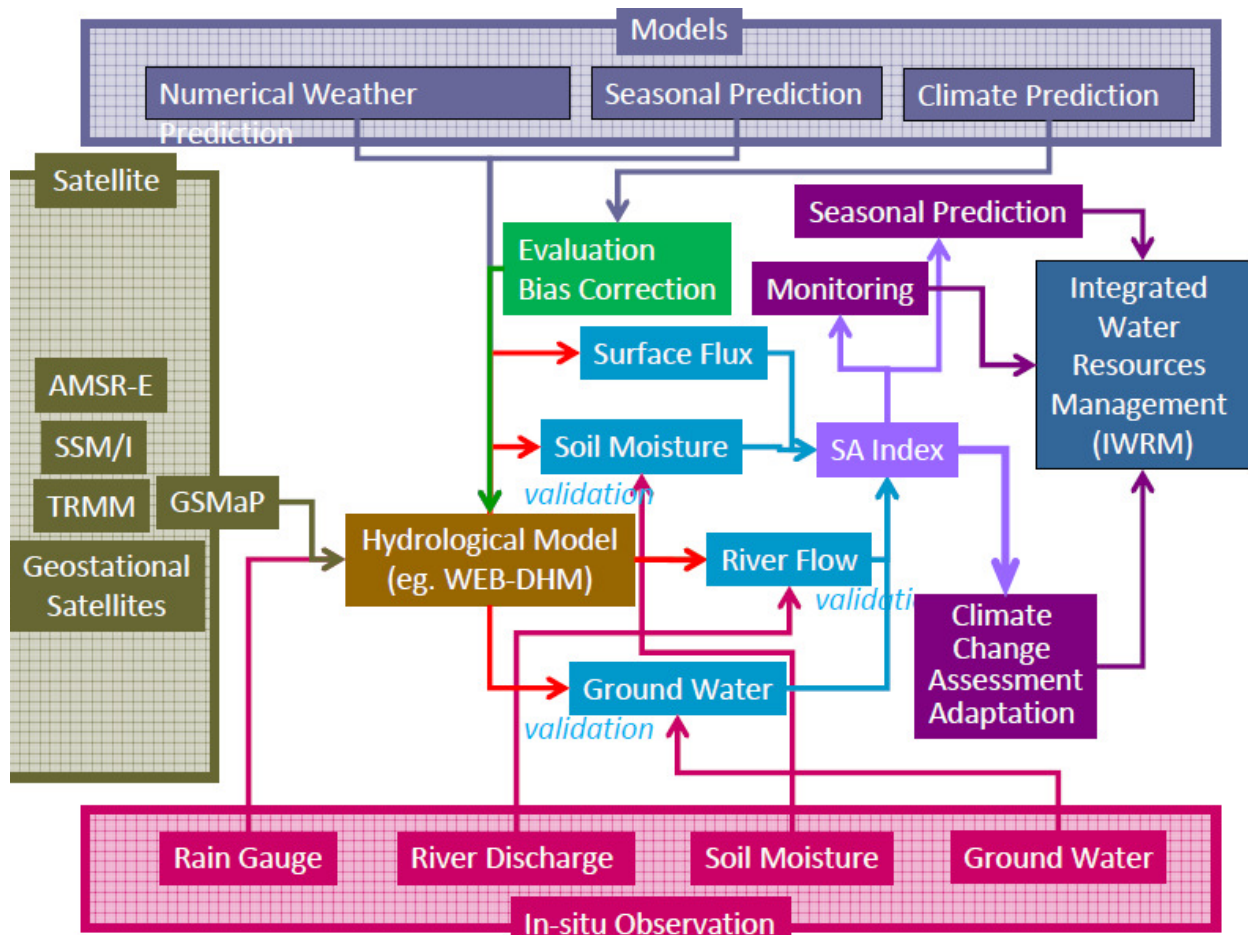 Models
Numerical Weather
Prediction
Seasonal Prediction
Climate Prediction
Satellite
Seasonal Prediction
Evaluation
Bias Correction
Monitoring
Integrated
Water
Resources
Management
(IWRM)
Surface Flux
AMSR-E
SSM/I
Soil Moisture
SA Index
TRMM
GSMaP
validation
Hydrological Model
(eg. WEB-DHM)
River Flow
Geostational
Satellites
validati
Climate
Change
Assessment
Adaptation
Ground Water
validation
Rain Gauge
River Discharge
Soil Moisture
Ground Water
In-situ Observation